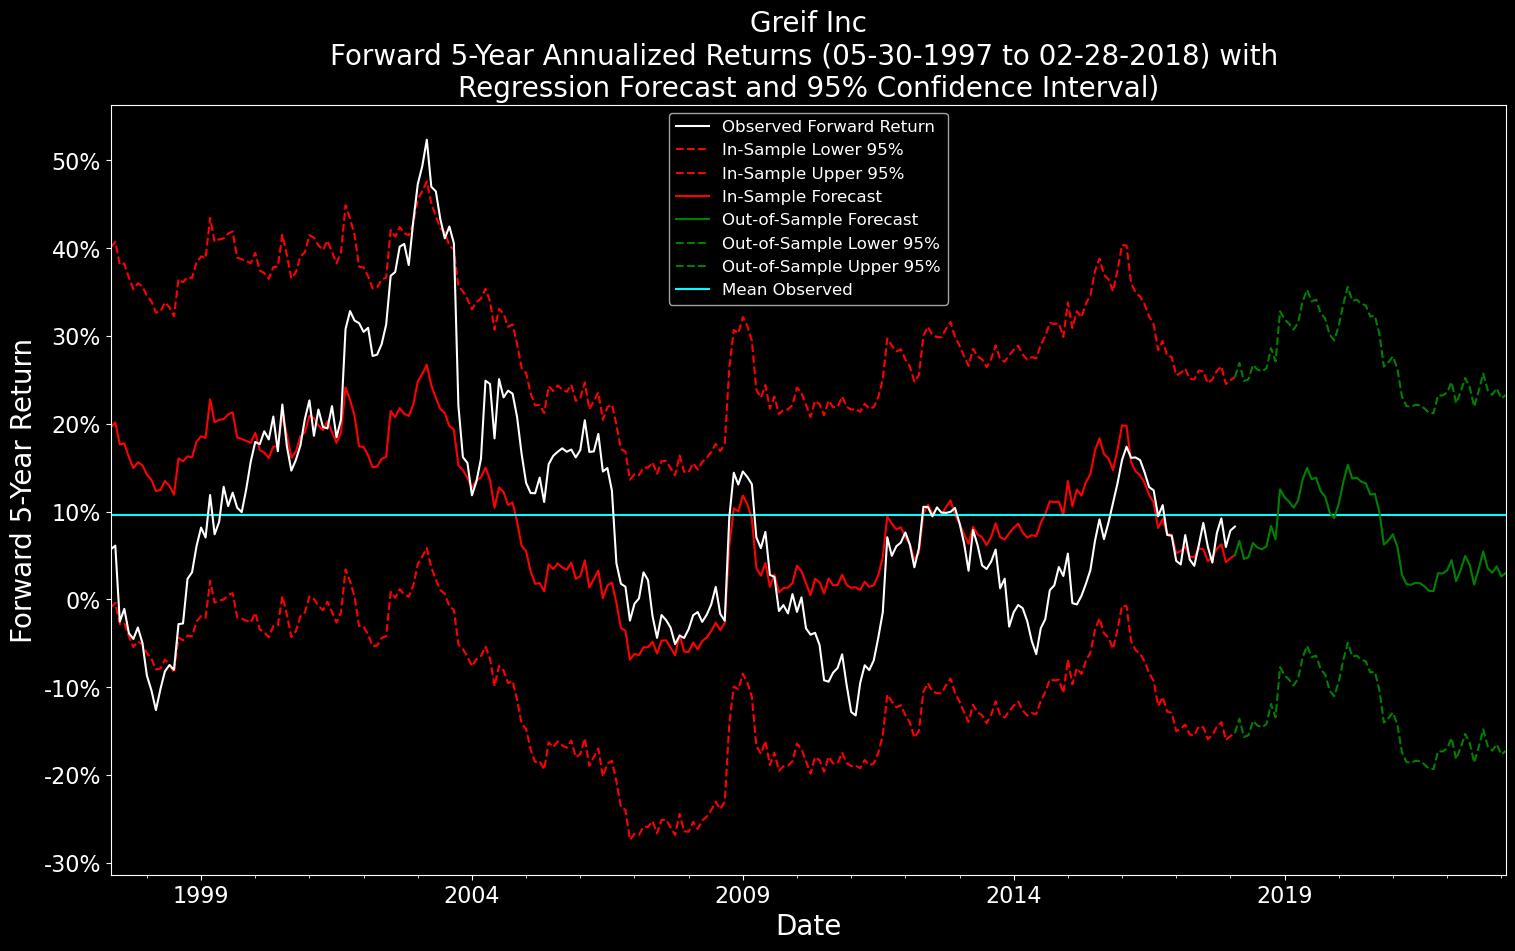 Greif Inc
Forward 5-Year Annualized Returns (05-30-1997 to 02-28-2018) with
Regression Forecast and 95% Confidence Interval)
Observed Forward Return
In-Sample Lower 95%
In-Sample Upper 95%
In-Sample Forecast
Out-of-Sample Forecast
Out-of-Sample Lower 95%
Out-of-Sample Upper 95%
Mean Observed
Forward 5-Year Return
50%
40%
30%
20%
10%
0%
-10%
-20%
-30%
1999
2004
2009
2014
2019
Date